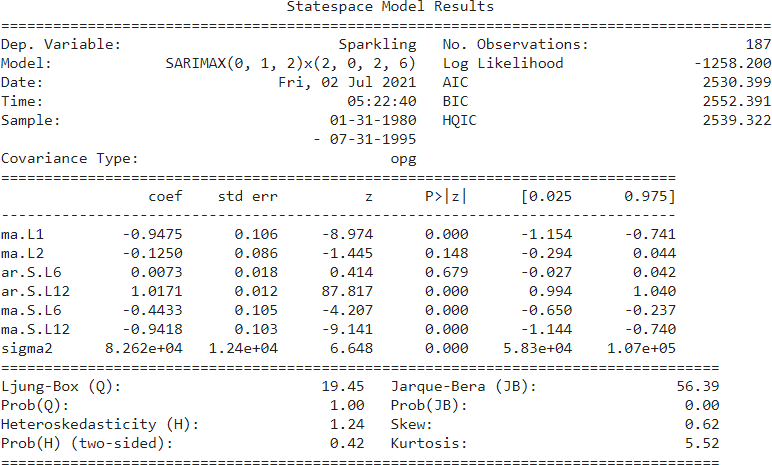 Statespace Model Results
==============================================================================
Dep. Variable: Sparkling No. Observations: 187
Model: SARIMAX(0, 1, 2)x(2, 0, 2, 6) Log Likelihood -1258.200
Date: Fri, 02 Jul 2021 AIC 2530.399
Time: 05:22:40 BIC 2552.391
Sample: 01-31-1980 HQIC 2539.322
- 07-31-1995
Covariance Type: opg
==============================================================================
coef std err z P>|z| [0.025 0.975]
------------------------------------------------------------------------------
ma.L1 -0.9475 0.106 -8.974 0.000 -1.154 -0.741
ma.L2 -0.1250 0.086 -1.445 0.148 -0.294 0.044
ar.S.L6 0.0073 0.018 0.414 0.679 -0.027 0.042
ar.S.L12 1.0171 0.012 87.817 0.000 0.994 1.040
ma.S.L6 -0.4433 0.105 -4.207 0.000 -0.650 -0.237
ma.S.L12 -0.9418 0.103 -9.141 0.000 -1.144 -0.740
sigma2 8.262e+04 1.24e+04 6.648 0.000 5.83e+04 1.07e+05
==============================================================================
Ljung-Box (Q): 19.45 Jarque-Bera (JB): 56.39
Prob(Q): 1.00 Prob(JB): 0.00
Heteroskedasticity (H): 1.24 Skew: 0.62
Prob(H) (two-sided): 0.42 Kurtosis: 5.52
==============================================================================